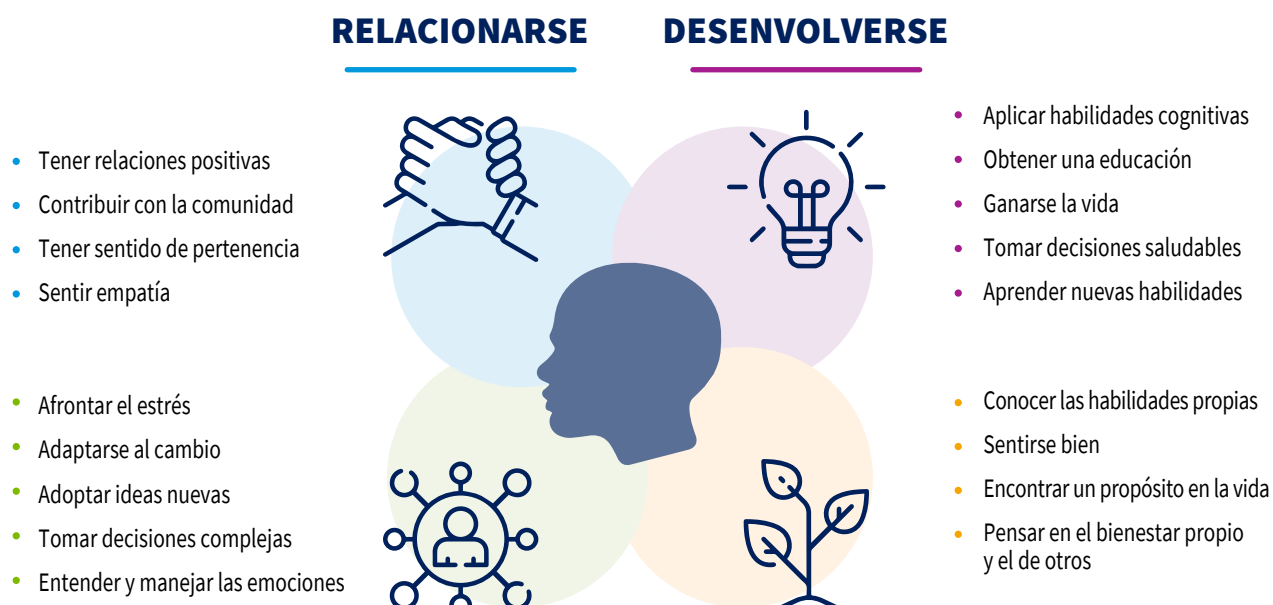 RELACIONARSE
DESENVOLVERSE
Tener relaciones positivas
Contribuir con la comunidad
Tener sentido de pertenencia
Sentir empatía
Aplicar habilidades cognitivas
Obtener una educación
Ganarse la vida
Tomar decisiones saludables
Aprender nuevas habilidades
Afrontar el estrés
Adaptarse al cambio
Adoptar ideas nuevas
Tomar decisiones complejas
Entender y manejar las emociones
Conocer las habilidades propias
Sentirse bien
Encontrar un propósito en la vida
Pensar en el bienestar propio
y el de otros